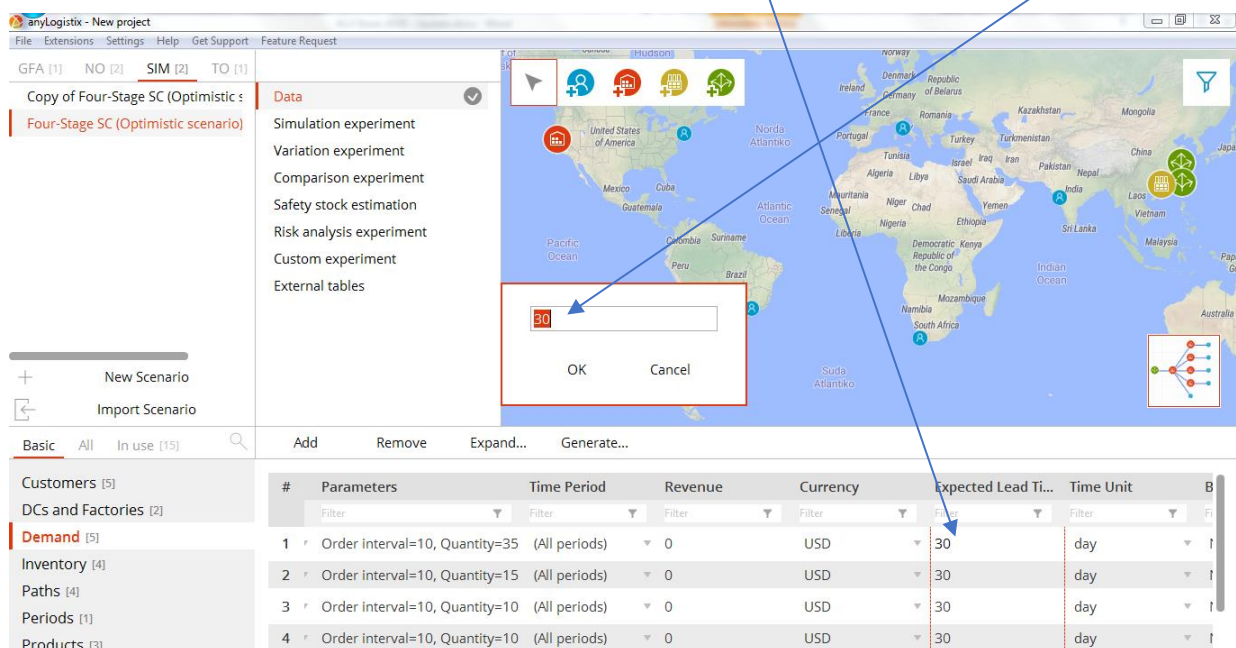 anyLogistix - New project
File Extensions Settings Help Get Support Feature Request
GFA [1] NO [2] SIM [2] TO [1]
Copy of Four-Stage SC (Optimistic s
Four-Stage SC (Optimistic scenario)
New Scenario
Import Scenario
Data
Simulation experiment
Variation experiment
Comparison experiment
Safety stock estimation
Risk analysis experiment
Custom experiment
External tables
Hudson
Norway
Denmark
Republic of Belarus
Ireland
Germany
France
Romania
Kazakhstan
Mongolia
United States of America
Norda Atlantiko
Portugal
Turkey
Turkmenistan
China
Japa
Tunisia
Israel
Iraq
Iran
Pakistan
Nepal
Algeria
Libya
Saudi Arabia
India
Laos
Mexico
Cuba
Mauritania
Niger
Chad
Yemen
Vietnam
Guatemala
Atlantic Ocean
Senegal
Nigeria
Ethiopia
Sri Lanka
Liberia
Pacific Ocean
Colombia
Suriname
Democratic Republic of the Congo
Kenya
Malaysia
Pap
Peru
Brazil
Indian Ocean
Mozambique
Namibia
Australia
South Africa
Suda Atlantiko
30
OK Cancel
Basic All In use [15]
Customers [5]
DCs and Factories [2]
Demand [5]
Inventory [4]
Paths [4]
Periods [1]
Products [3]
Add Remove Expand... Generate...
# Parameters Time Period Revenue Currency Expected Lead Ti... Time Unit B
Filter Filter Filter Filter Filter Filter Fi
1 Order interval=10, Quantity=35 (All periods) 0 USD 30 day
2 Order interval=10, Quantity=15 (All periods) 0 USD 30 day
3 Order interval=10, Quantity=10 (All periods) 0 USD 30 day
4 Order interval=10, Quantity=10 (All periods) 0 USD 30 day